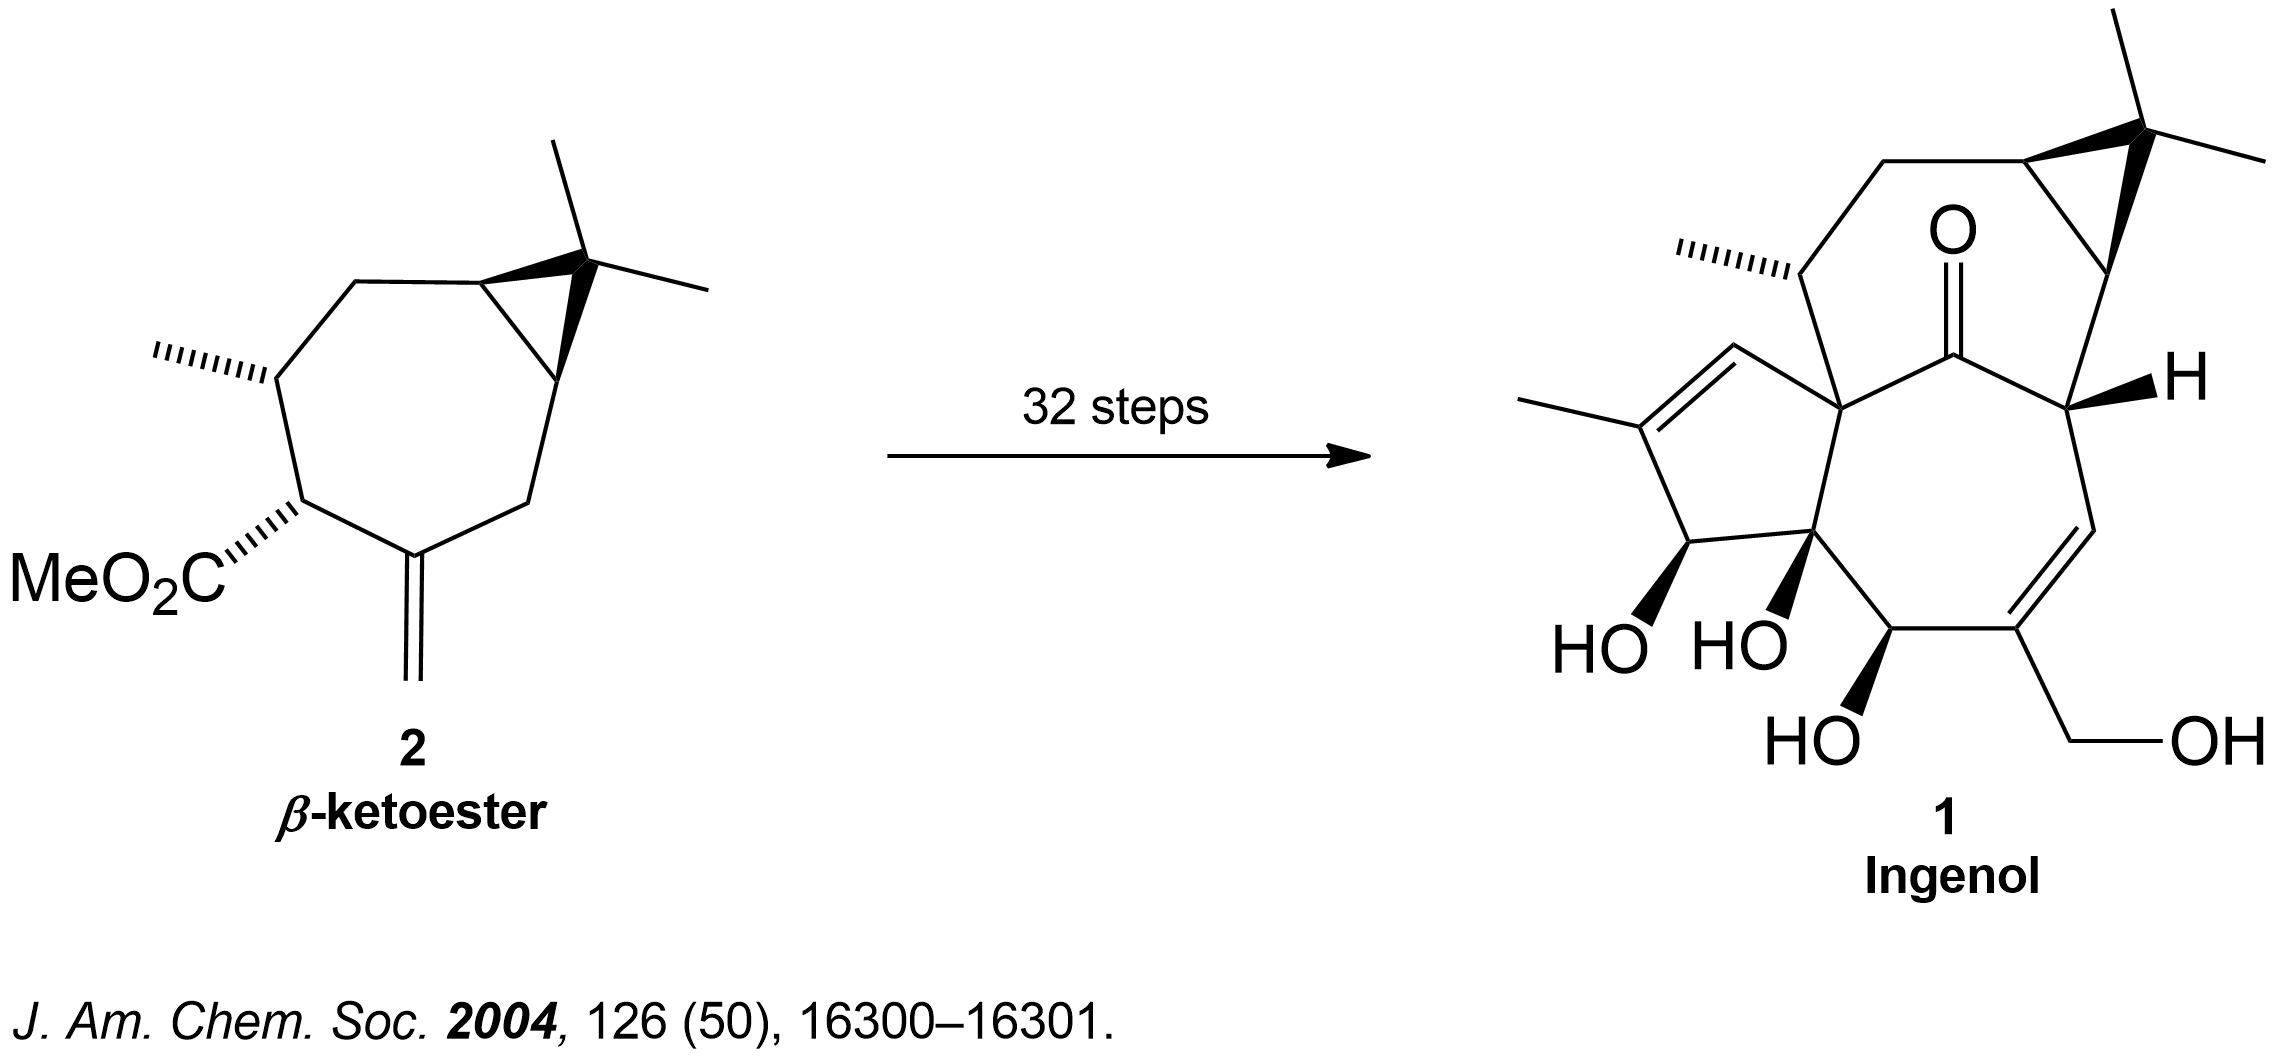 O
H
32 steps
HO
HO
MeO2C
HO
OH
2
β-ketoester
1
Ingenol
J. Am. Chem. Soc. 2004, 126 (50), 16300–16301.